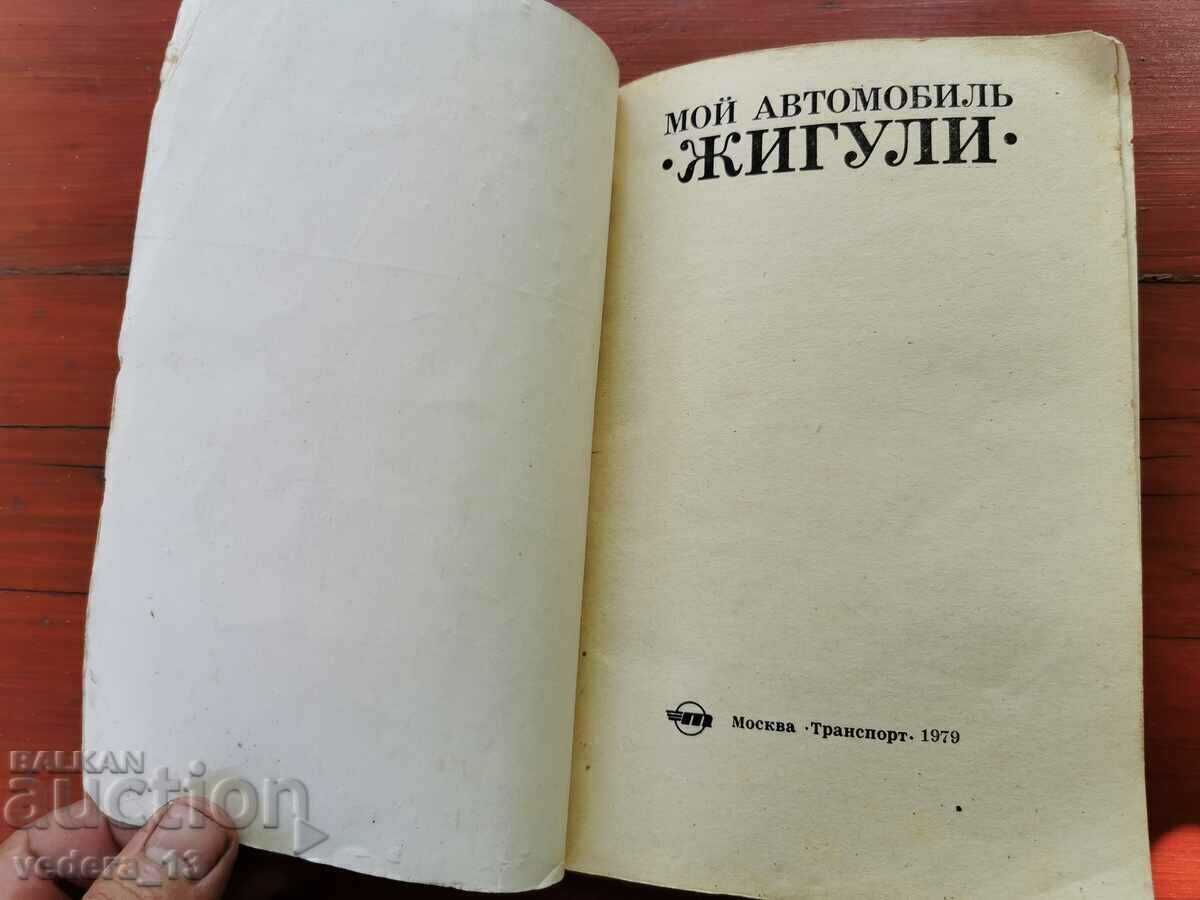 МОЙ АВТОМОБИЛЬ
·ЖИГУЛИ·
m Москва ·Транспорт· 1979
BALKAN
auction
vedera_13